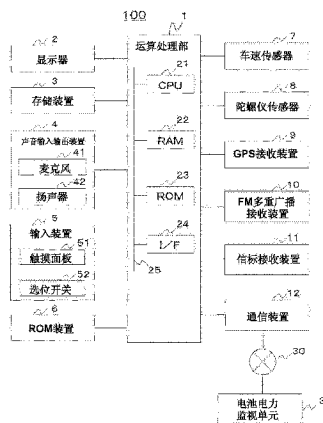 100
1
运算处理部
21
CPU
22
RAM
23
ROM
24
I/F
25
2
显示器
3
存储装置
4
声音输入输出装置
41
麦克风
42
扬声器
5
输入装置
51
触摸面板
52
选位开关
6
ROM装置
7
车速传感器
8
陀螺仪传感器
9
GPS接收装置
10
FM多重广播
接收装置
11
信标接收装置
12
通信装置
30
电池电力
监视单元